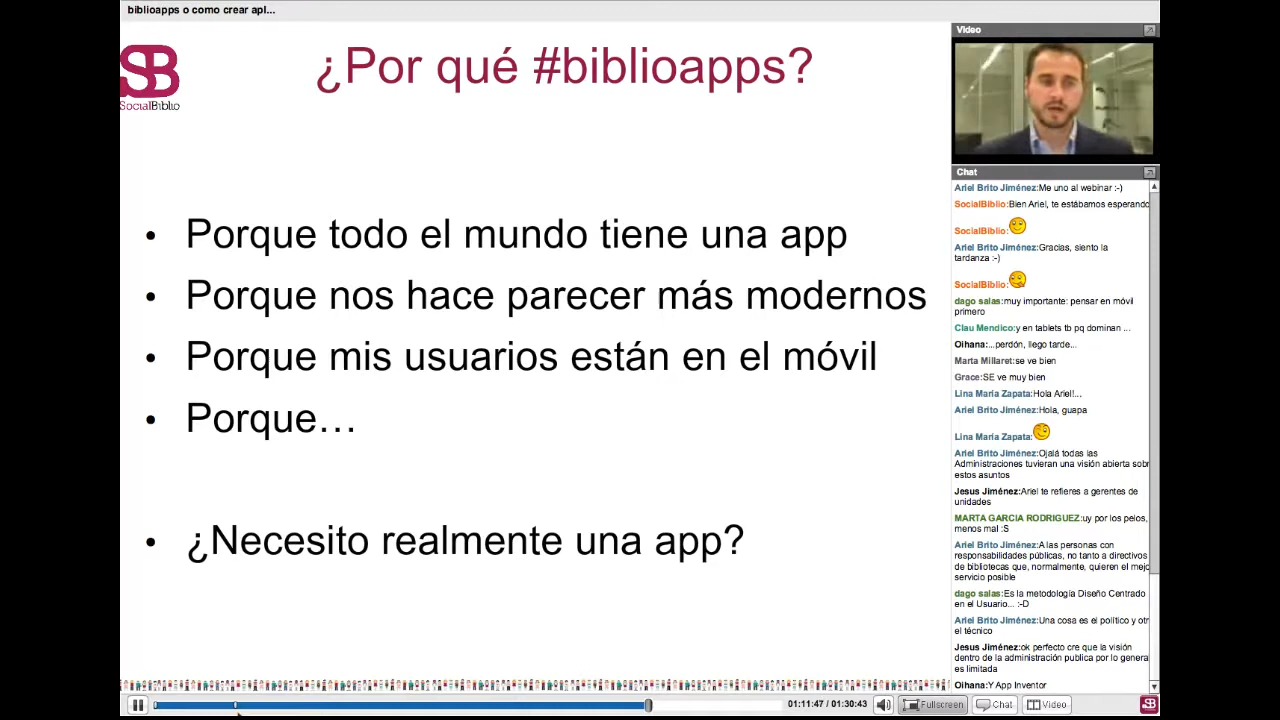 biblioapps o como crear apl...
SB
SocialBiblio
¿Por qué #biblioapps?
• Porque todo el mundo tiene una app
• Porque nos hace parecer más modernos
• Porque mis usuarios están en el móvil
• Porque…
• ¿Necesito realmente una app?
Video
Chat
Ariel Brito Jiménez:Me uno al webinar :-)
SocialBiblio:Bien Ariel, te estábamos esperando
SocialBiblio:
Ariel Brito Jiménez:Gracias, siento la
tardanza :-)
SocialBiblio:
dago salas:muy importante: pensar en móvil
primero
Clau Mendico:y en tablets tb pq dominan ...
Oihana:...perdón, llego tarde...
Marta Millaret:se ve bien
Grace:SE ve muy bien
Lina María Zapata:Hola Ariel!...
Ariel Brito Jiménez:Hola, guapa
Lina María Zapata:
Ariel Brito Jiménez:Ojalá todas las
Administraciones tuvieran una visión abierta sobr
estos asuntos
Jesus Jiménez:Ariel te refieres a gerentes de
unidades
MARTA GARCIA RODRIGUEZ:uy por los pelos,
menos mal :S
Ariel Brito Jiménez:A las personas con
responsabilidades públicas, no tanto a directivos
de bibliotecas que, normalmente, quieren el mejo
servicio posible
dago salas:Es la metodología Diseño Centrado
en el Usuario... :-D
Ariel Brito Jiménez:Una cosa es el político y otr
el técnico
Jesus Jiménez:ok perfecto cre que la visión
dentro de la administración publica por lo genera
es limitada
Oihana:Y App Inventor
01:11:47 / 01:30:43
Fullscreen
Chat
Video
SB